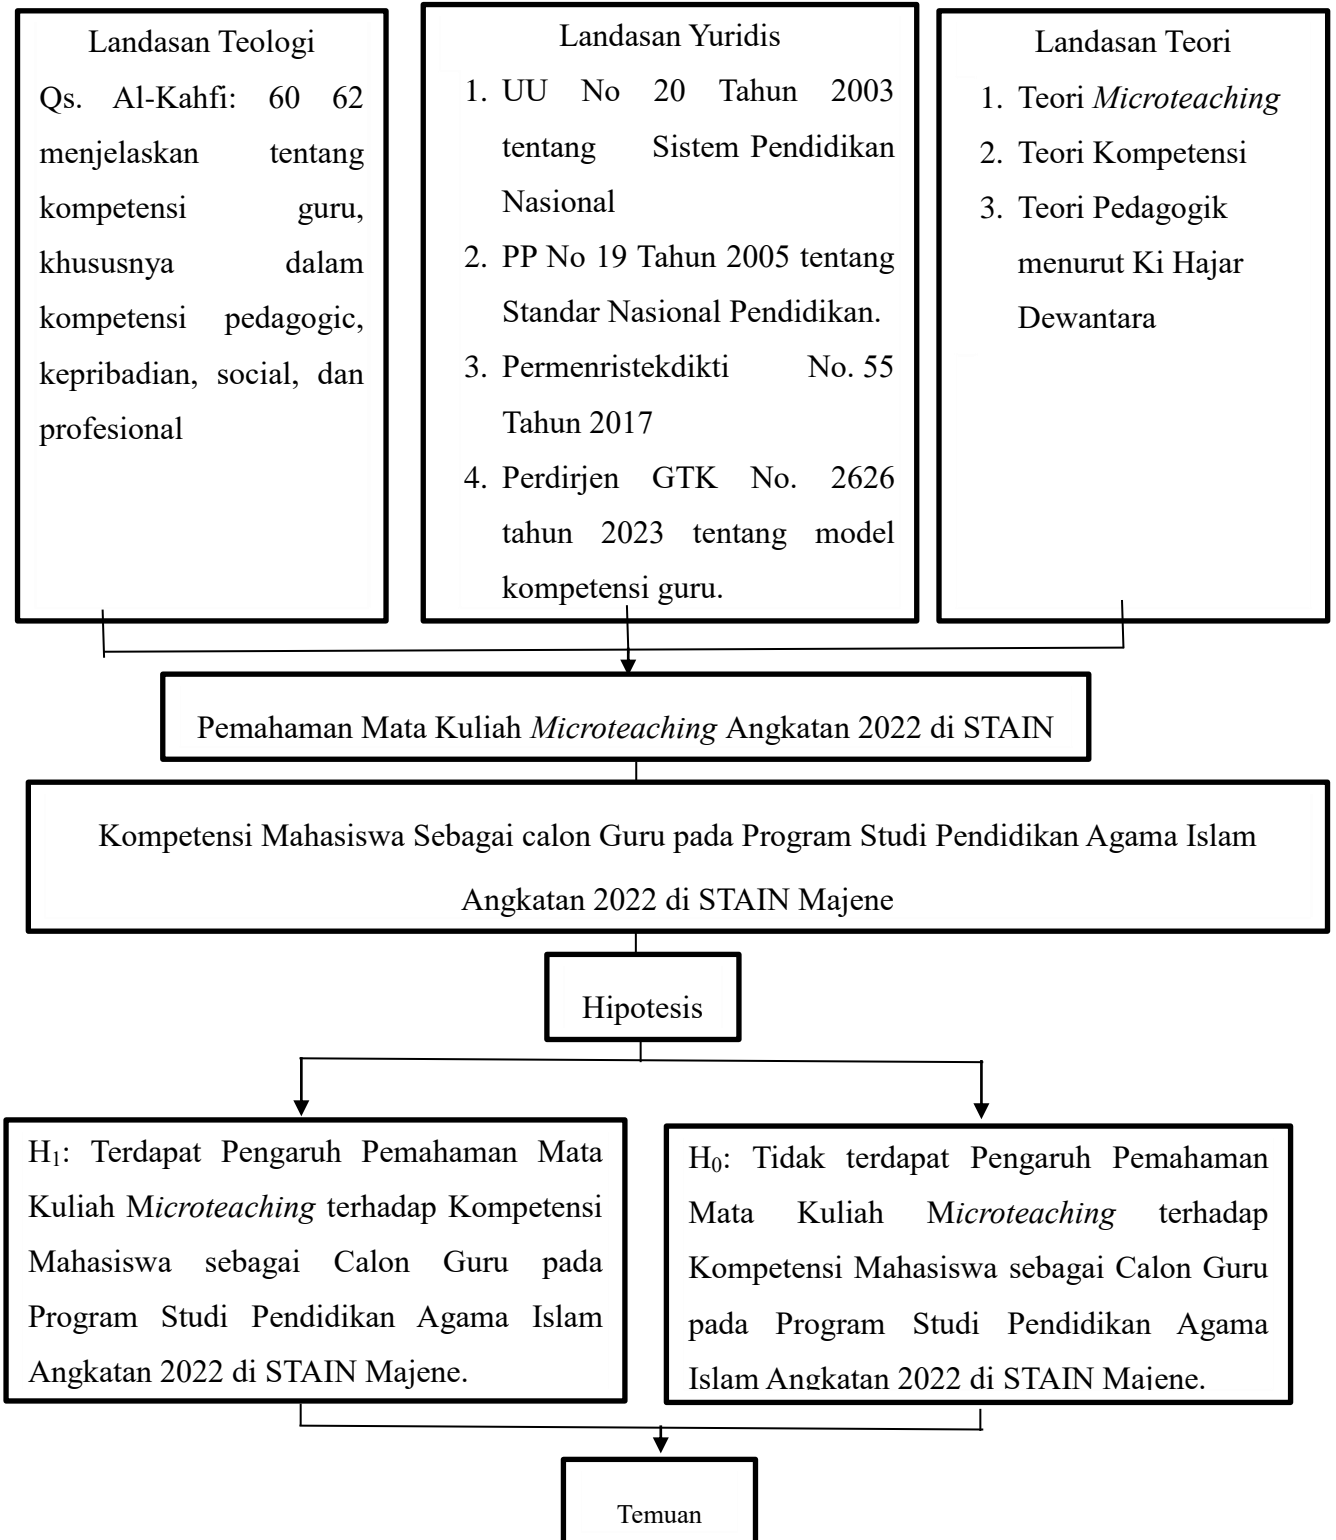 Landasan Teologi
Qs. Al-Kahfi: 60 62
menjelaskan tentang
kompetensi guru,
khususnya dalam
kompetensi pedagogic,
kepribadian, social, dan
profesional
Landasan Yuridis
1. UU No 20 Tahun 2003
tentang Sistem Pendidikan
Nasional
2. PP No 19 Tahun 2005 tentang
Standar Nasional Pendidikan.
3. Permenristekdikti No. 55
Tahun 2017
4. Perdirjen GTK No. 2626
tahun 2023 tentang model
kompetensi guru.
Landasan Teori
1. Teori Microteaching
2. Teori Kompetensi
3. Teori Pedagogik
menurut Ki Hajar
Dewantara
Pemahaman Mata Kuliah Microteaching Angkatan 2022 di STAIN
Kompetensi Mahasiswa Sebagai calon Guru pada Program Studi Pendidikan Agama Islam
Angkatan 2022 di STAIN Majene
Hipotesis
H1: Terdapat Pengaruh Pemahaman Mata
Kuliah Microteaching terhadap Kompetensi
Mahasiswa sebagai Calon Guru pada
Program Studi Pendidikan Agama Islam
Angkatan 2022 di STAIN Majene.
H0: Tidak terdapat Pengaruh Pemahaman
Mata Kuliah Microteaching terhadap
Kompetensi Mahasiswa sebagai Calon Guru
pada Program Studi Pendidikan Agama
Islam Angkatan 2022 di STAIN Majene.
Temuan